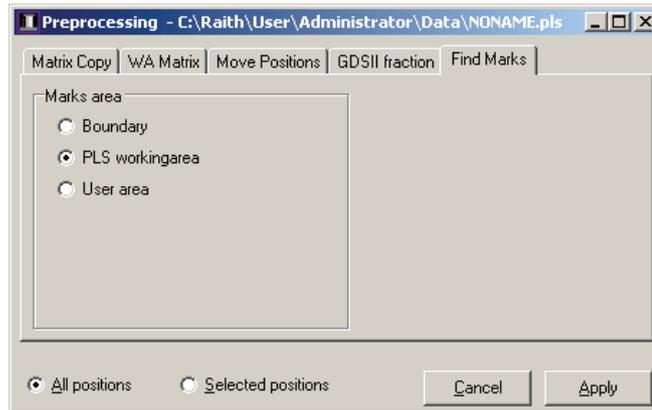 Preprocessing - C:\Raith\User\Administrator\Data\NONAME.pls
Matrix Copy WA Matrix Move Positions GDSII fraction Find Marks
Marks area
Boundary
PLS workingarea
User area
All positions Selected positions Cancel Apply